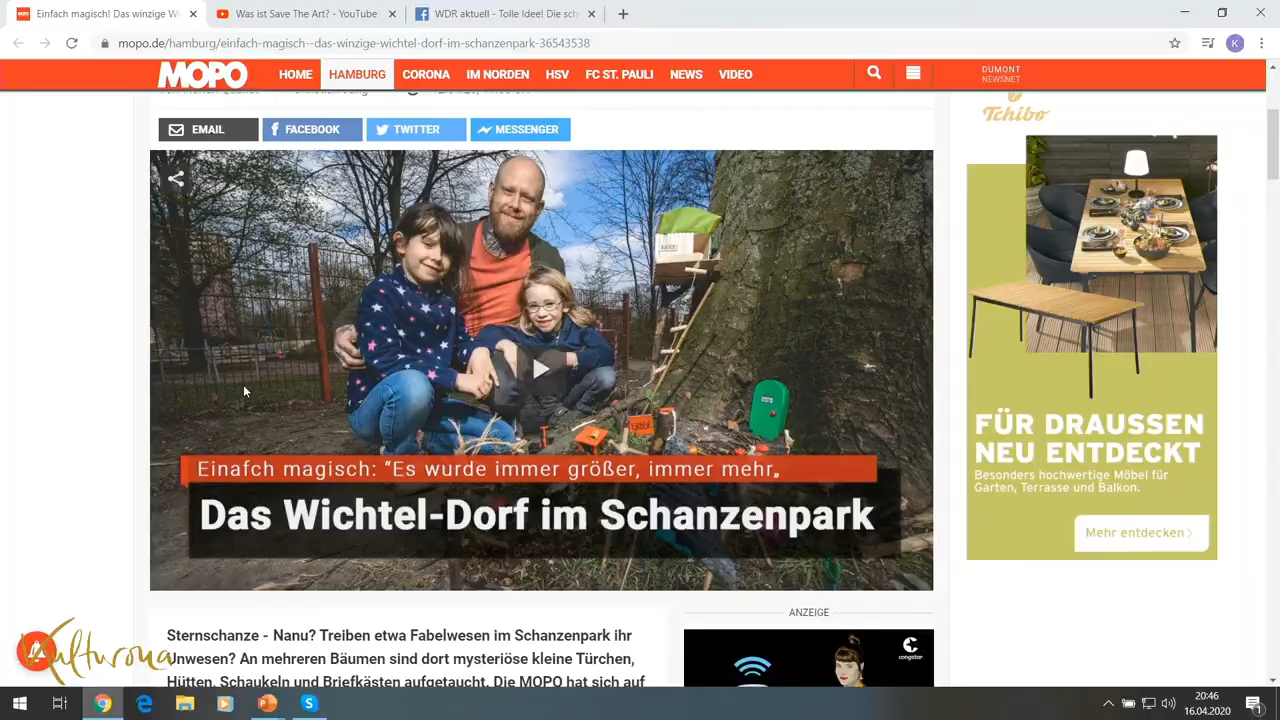 Einfach magisch! Das winzige Wi
Was ist Save The Art? - YouTube
WDR aktuell - Tolle Idee! Die sch
mopo.de/hamburg/einfach-magisch--das-winzige-wichtel-dorf-im-schanzenpark-36543538
K
MOPO
HOME
HAMBURG
CORONA
IM NORDEN
HSV
FC ST. PAULI
NEWS
VIDEO
DUMONT
NEWSNET
EMAIL
FACEBOOK
TWITTER
MESSENGER
Tchibo
Einafch magisch: “Es wurde immer größer, immer mehr„
Das Wichtel-Dorf im Schanzenpark
FÜR DRAUSSEN
NEU ENTDECKT
Besonders hochwertige Möbel für
Garten, Terrasse und Balkon.
Mehr entdecken
ANZEIGE
congstar
Sternschanze - Nanu? Treiben etwa Fabelwesen im Schanzenpark ihr
Unwesen? An mehreren Bäumen sind dort mysteriöse kleine Türchen,
Hütten, Schaukeln und Briefkästen aufgetaucht. Die MOPO hat sich auf
Kulturona
20:46
16.04.2020
1